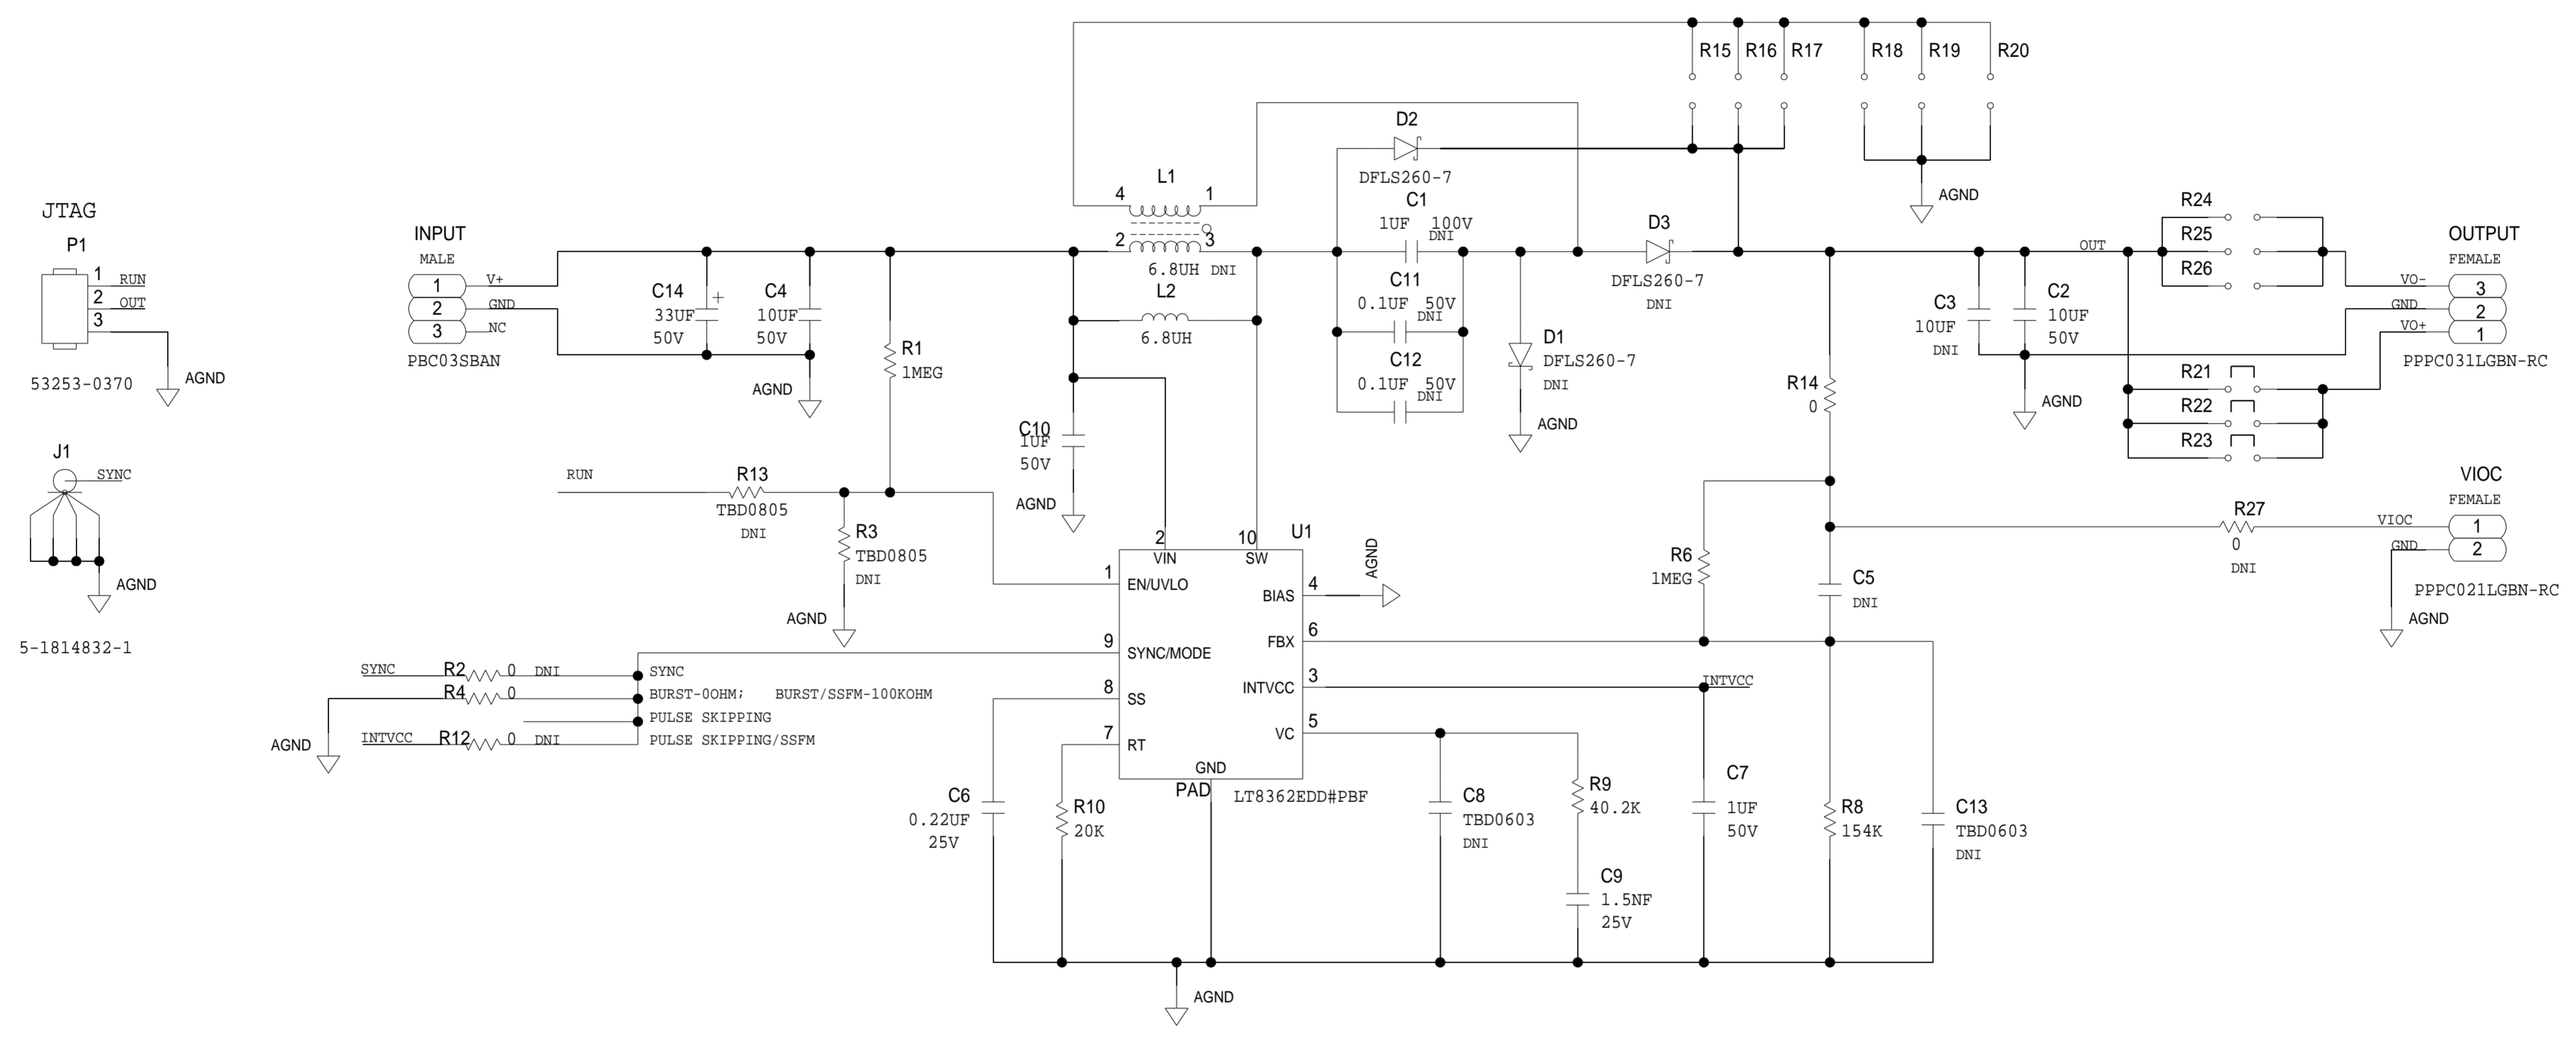 R15 R16 R17 R18 R19 R20
D2
DFLS260-7
JTAG
P1
1 RUN
2 OUT
3
53253-0370
AGND
J1
SYNC
AGND
5-1814832-1
INPUT
MALE
1 V+
2 GND
3 NC
PBC03SBAN
C14
+
33UF
50V
C4
10UF
50V
AGND
R1
1MEG
L1
4 1
2 3
6.8UH DNI
L2
6.8UH
C1
1UF 100V
DNI
C11
0.1UF 50V
DNI
C12
0.1UF 50V
DNI
D1
DFLS260-7
DNI
AGND
D3
DFLS260-7
DNI
AGND
R14
0
C3
10UF
DNI
C2
10UF
50V
AGND
OUT
R24
R25
R26
R21
R22
R23
OUTPUT
FEMALE
VO- 3
GND 2
VO+ 1
PPPC031LGBN-RC
VIOC
FEMALE
VIOC 1
GND 2
PPPC021LGBN-RC
AGND
R27
0
DNI
C10
1UF
50V
AGND
RUN
R13
TBD0805
DNI
R3
TBD0805
DNI
AGND
U1
2 10
VIN SW
1 EN/UVLO
9 SYNC/MODE
8 SS
7 RT
BIAS 4
AGND
FBX 6
INTVCC 3
INTVCC
VC 5
GND
PAD
LT8362EDD#PBF
R6
1MEG
C5
DNI
SYNC R2 0 DNI SYNC
R4 0 BURST-0OHM; BURST/SSFM-100KOHM
PULSE SKIPPING
INTVCC R12 0 DNI PULSE SKIPPING/SSFM
AGND
C6
0.22UF
25V
R10
20K
C8
TBD0603
DNI
R9
40.2K
C9
1.5NF
25V
C7
1UF
50V
R8
154K
C13
TBD0603
DNI
AGND